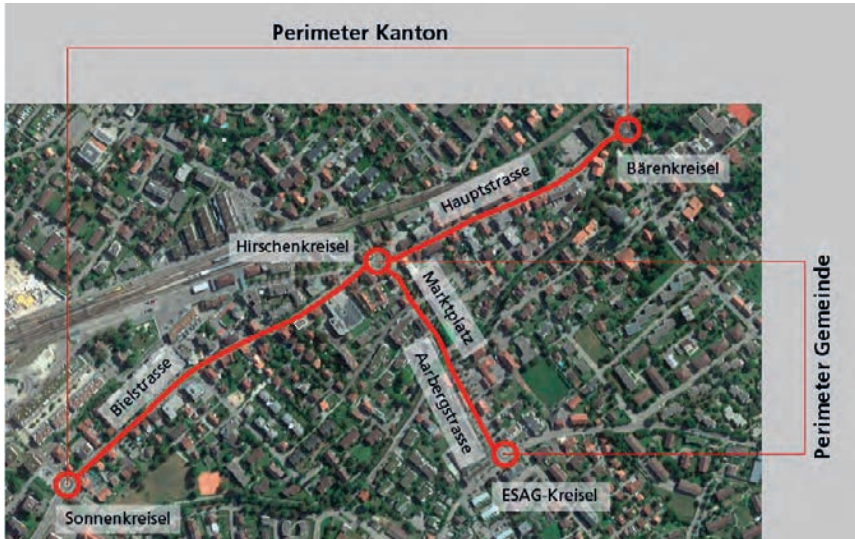 Perimeter Kanton
Bärenkreisel
Hauptstrasse
Hirschenkreisel
Marktplatz
Perimeter Gemeinde
Bielstrasse
Aarbergstrasse
ESAG-Kreisel
Sonnenkreisel